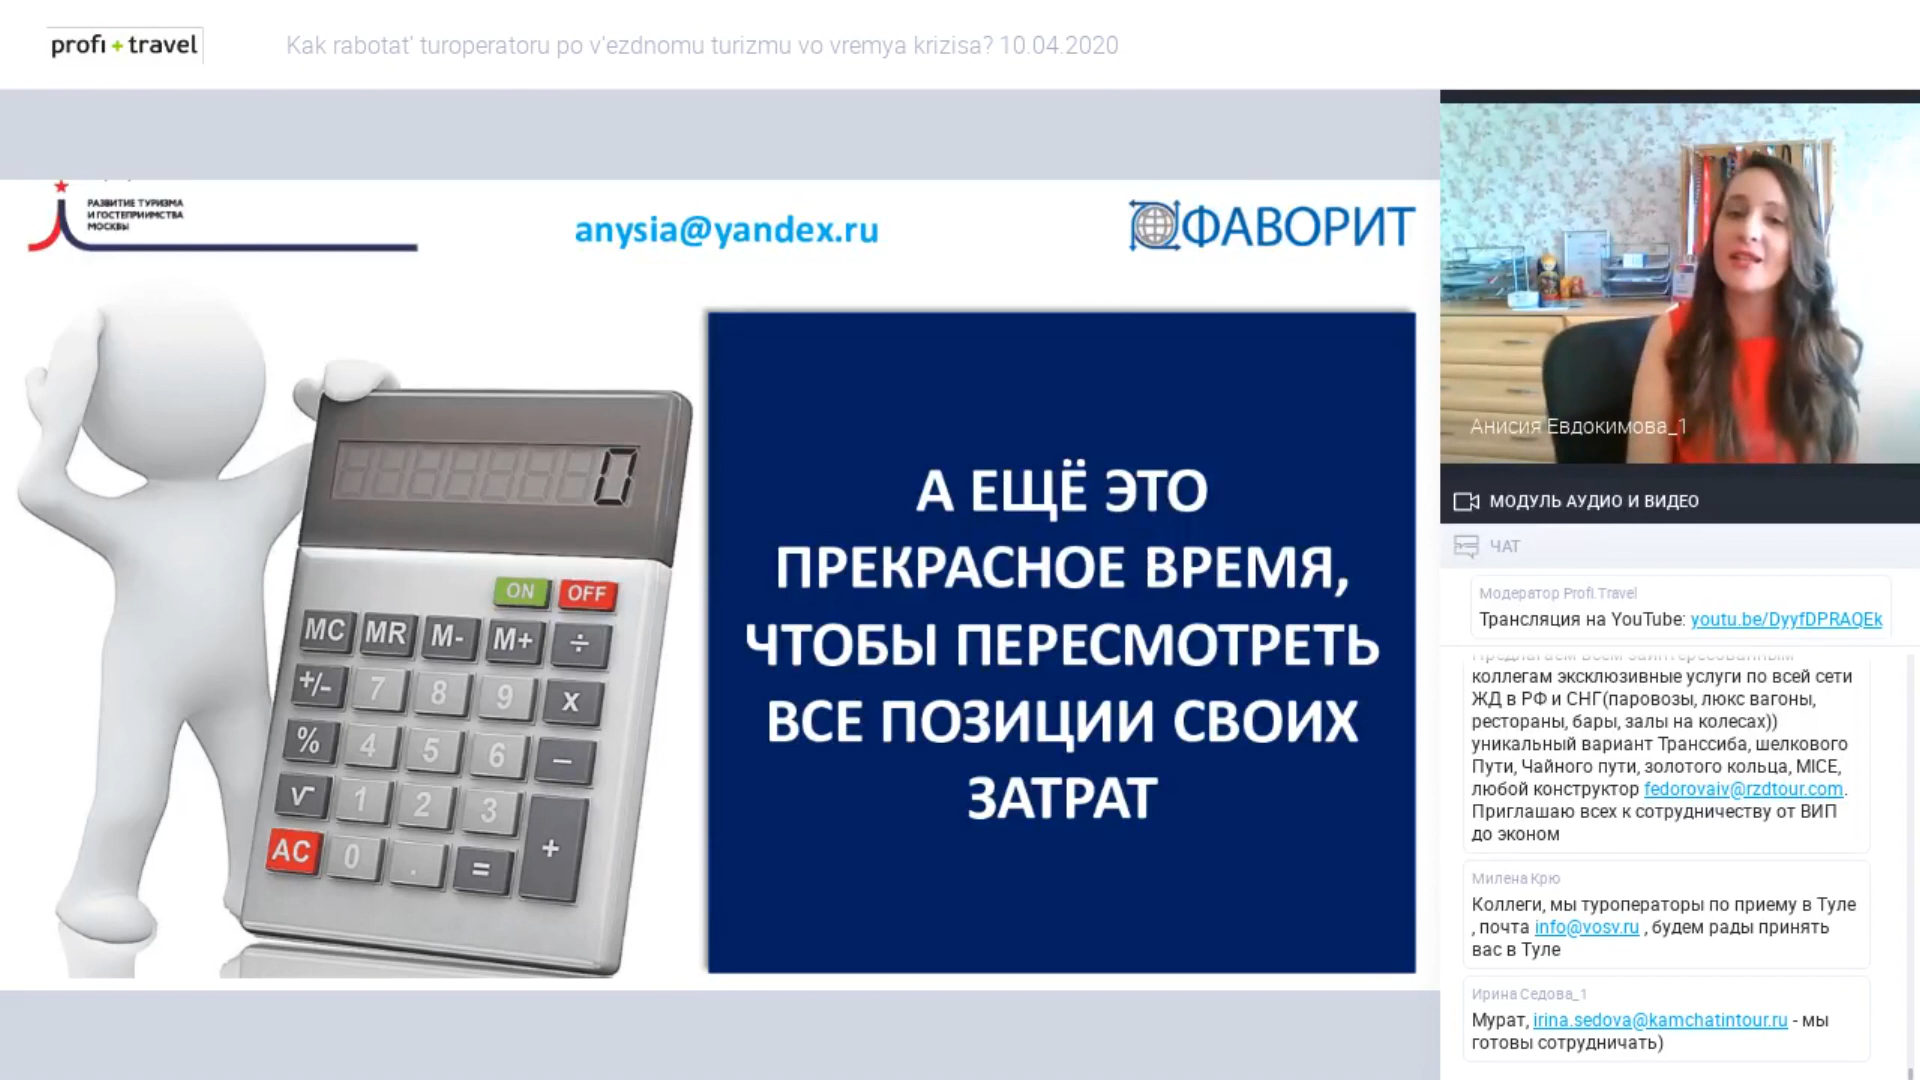 profi + travel
Kak rabotat' turoperatoru po v'ezdnomu turizmu vo vremya krizisa? 10.04.2020
РАЗВИТИЕ ТУРИЗМА
И ГОСТЕПРИИМСТВА
МОСКВЫ
anysia@yandex.ru
ФАВОРИТ
0
ON OFF
MC MR M- M+ ÷
+/- 7 8 9 x
% 4 5 6 −
√ 1 2 3
AC 0 . = +
А ЕЩЁ ЭТО
ПРЕКРАСНОЕ ВРЕМЯ,
ЧТОБЫ ПЕРЕСМОТРЕТЬ
ВСЕ ПОЗИЦИИ СВОИХ
ЗАТРАТ
Анисия Евдокимова_1
МОДУЛЬ АУДИО И ВИДЕО
ЧАТ
Модератор Profi.Travel
Трансляция на YouTube: youtu.be/DyyfDPRAQEk
Предлагаем всем заинтересованным
коллегам эксклюзивные услуги по всей сети
ЖД в РФ и СНГ(паровозы, люкс вагоны,
рестораны, бары, залы на колесах))
уникальный вариант Транссиба, шелкового
Пути, Чайного пути, золотого кольца, MICE,
любой конструктор fedorovaiv@rzdtour.com.
Приглашаю всех к сотрудничеству от ВИП
до эконом
Милена Крю
Коллеги, мы туроператоры по приему в Туле
, почта info@vosv.ru , будем рады принять
вас в Туле
Ирина Седова_1
Мурат, irina.sedova@kamchatintour.ru - мы
готовы сотрудничать)